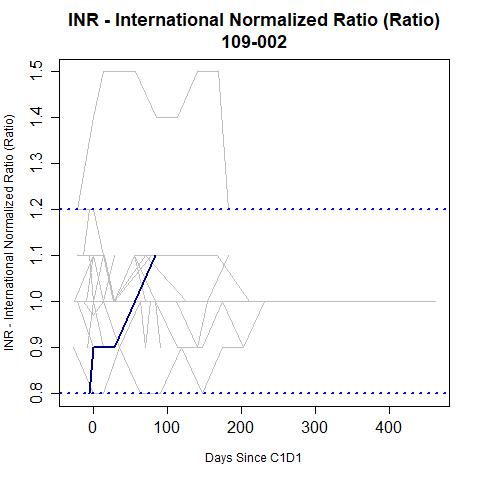 INR - International Normalized Ratio (Ratio)
109-002
INR - International Normalized Ratio (Ratio)
1.5
1.4
1.3
1.2
1.1
1.0
0.9
0.8
0 100 200 300 400
Days Since C1D1